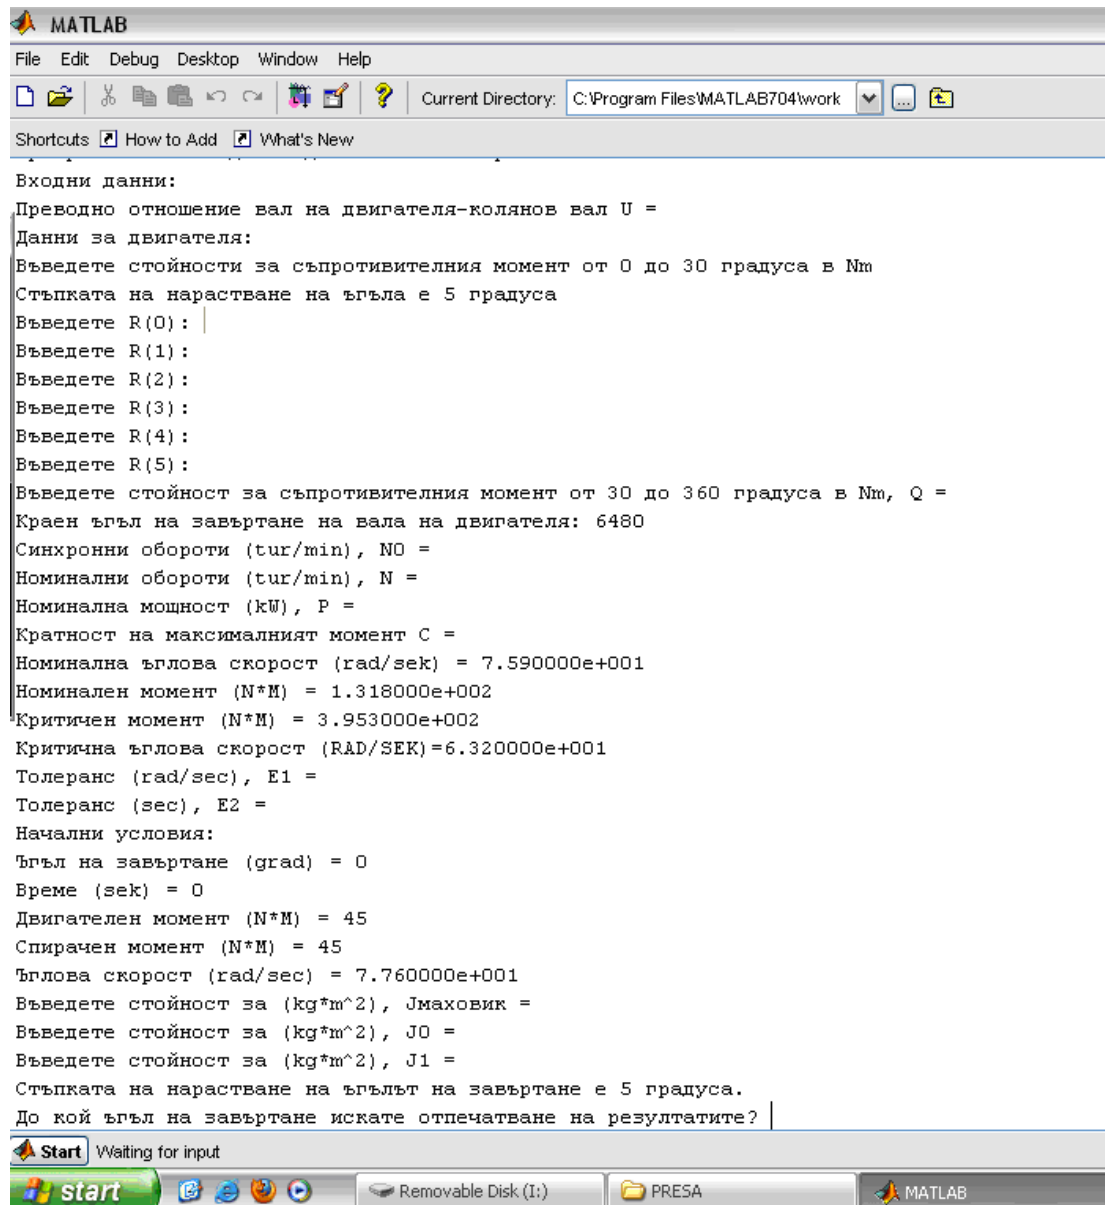 MATLAB
File Edit Debug Desktop Window Help
Current Directory: C:\Program Files\MATLAB704\work
Shortcuts How to Add What's New
Входни данни:
Преводно отношение вал на двигателя-колянов вал U =
Данни за двигателя:
Въведете стойности за съпротивителния момент от 0 до 30 градуса в Nm
Стъпката на нарастване на ъгъла е 5 градуса
Въведете R(0):
Въведете R(1):
Въведете R(2):
Въведете R(3):
Въведете R(4):
Въведете R(5):
Въведете стойност за съпротивителния момент от 30 до 360 градуса в Nm, Q =
Краен ъгъл на завъртане на вала на двигателя: 6480
Синхронни обороти (tur/min), N0 =
Номинални обороти (tur/min), N =
Номинална мощност (kW), P =
Кратност на максималният момент C =
Номинална ъглова скорост (rad/sek) = 7.590000e+001
Номинален момент (N*M) = 1.318000e+002
Критичен момент (N*M) = 3.953000e+002
Критична ъглова скорост (RAD/SEK)=6.320000e+001
Толеранс (rad/sec), E1 =
Толеранс (sec), E2 =
Начални условия:
Ъгъл на завъртане (grad) = 0
Време (sek) = 0
Двигателен момент (N*M) = 45
Спирачен момент (N*M) = 45
Ъглова скорост (rad/sec) = 7.760000e+001
Въведете стойност за (kg*m^2), Jмаховик =
Въведете стойност за (kg*m^2), J0 =
Въведете стойност за (kg*m^2), J1 =
Стъпката на нарастване на ъгълът на завъртане е 5 градуса.
До кой ъгъл на завъртане искате отпечатване на резултатите?
Start Waiting for input
start Removable Disk (I:) PRESA MATLAB